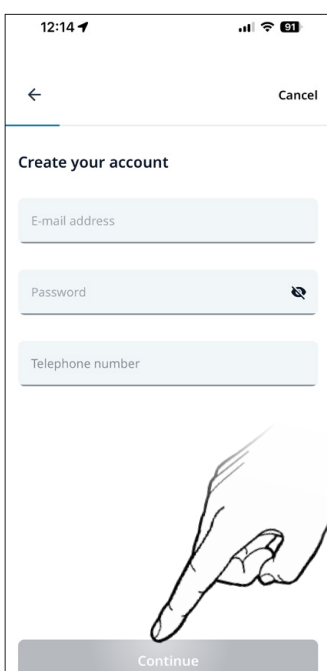 12:14
91
Cancel
Create your account
E-mail address
Password
Telephone number
Continue